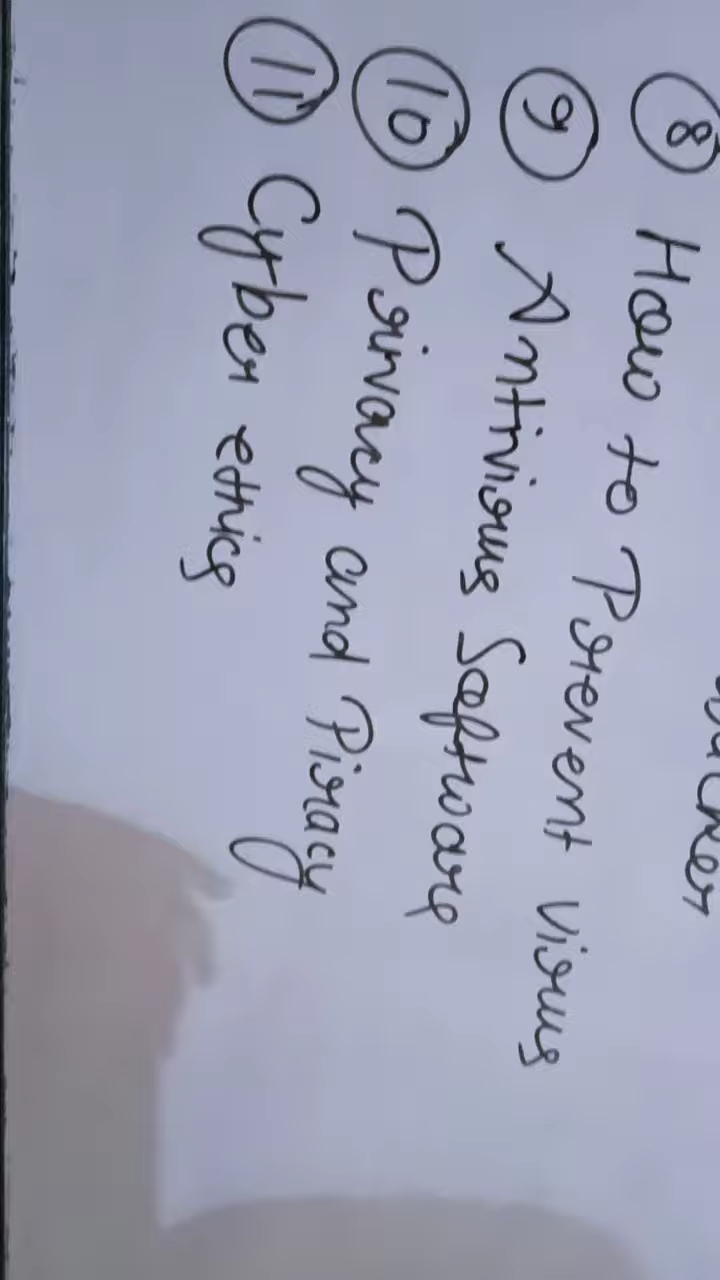 ⑧ How to Prevent Virus
⑨ Antivirus Software
⑩ Privacy and Piracy
⑪ Cyber ethics